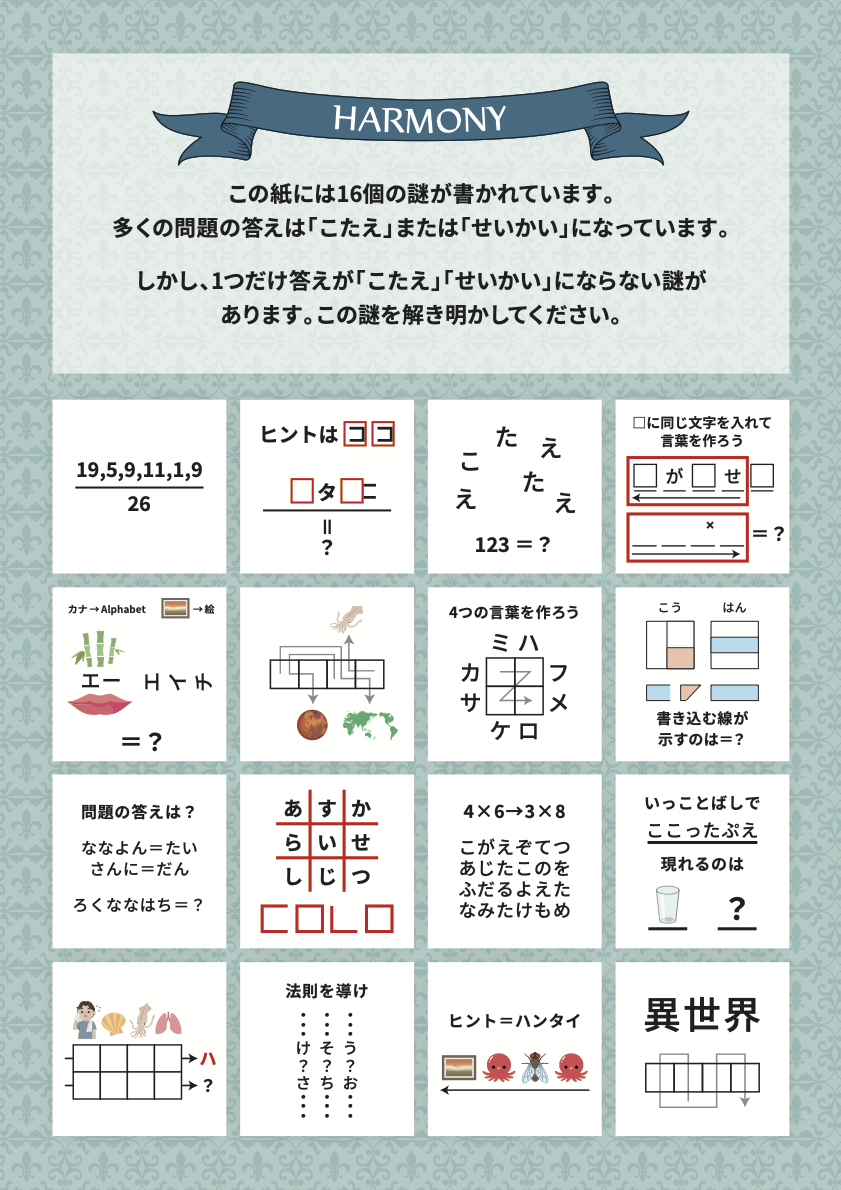 HARMONY
この紙には16個の謎が書かれています。
多くの問題の答えは「こたえ」または「せいかい」になっています。
しかし、1つだけ答えが「こたえ」「せいかい」にならない謎が
あります。この謎を解き明かしてください。
19,5,9,11,1,9
26
ヒントは ココ
□タ□ニ
=
?
た
え
こ
た
え
え
123 = ?
□に同じ文字を入れて
言葉を作ろう
□が□せ□
×
= ?
カナ→Alphabet
→絵
エー
エイチ
= ?
4つの言葉を作ろう
ミ ハ
カ フ
サ メ
ケ ロ
こう はん
書き込む線が
示すのは=?
問題の答えは?
ななよん=たい
さんに=だん
ろくななはち=?
あ す か
ら い せ
し じ つ
4×6→3×8
こがえぞてつ
あじたこのを
ふだるよえた
なみたけもめ
いっことばしで
ここったぷえ
現れるのは
?
ハ
?
法則を導け
…う?お…
…そ?ち…
…け?さ…
ヒント=ハンタイ
異世界